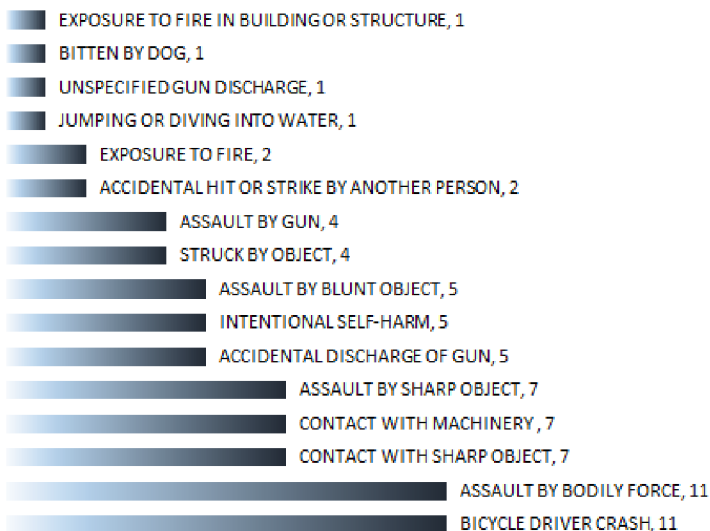 EXPOSURE TO FIRE IN BUILDING OR STRUCTURE, 1
BITTEN BY DOG, 1
UNSPECIFIED GUN DISCHARGE, 1
JUMPING OR DIVING INTO WATER, 1
EXPOSURE TO FIRE, 2
ACCIDENTAL HIT OR STRIKE BY ANOTHER PERSON, 2
ASSAULT BY GUN, 4
STRUCK BY OBJECT, 4
ASSAULT BY BLUNT OBJECT, 5
INTENTIONAL SELF-HARM, 5
ACCIDENTAL DISCHARGE OF GUN, 5
ASSAULT BY SHARP OBJECT, 7
CONTACT WITH MACHINERY , 7
CONTACT WITH SHARP OBJECT, 7
ASSAULT BY BODILY FORCE, 11
BICYCLE DRIVER CRASH, 11